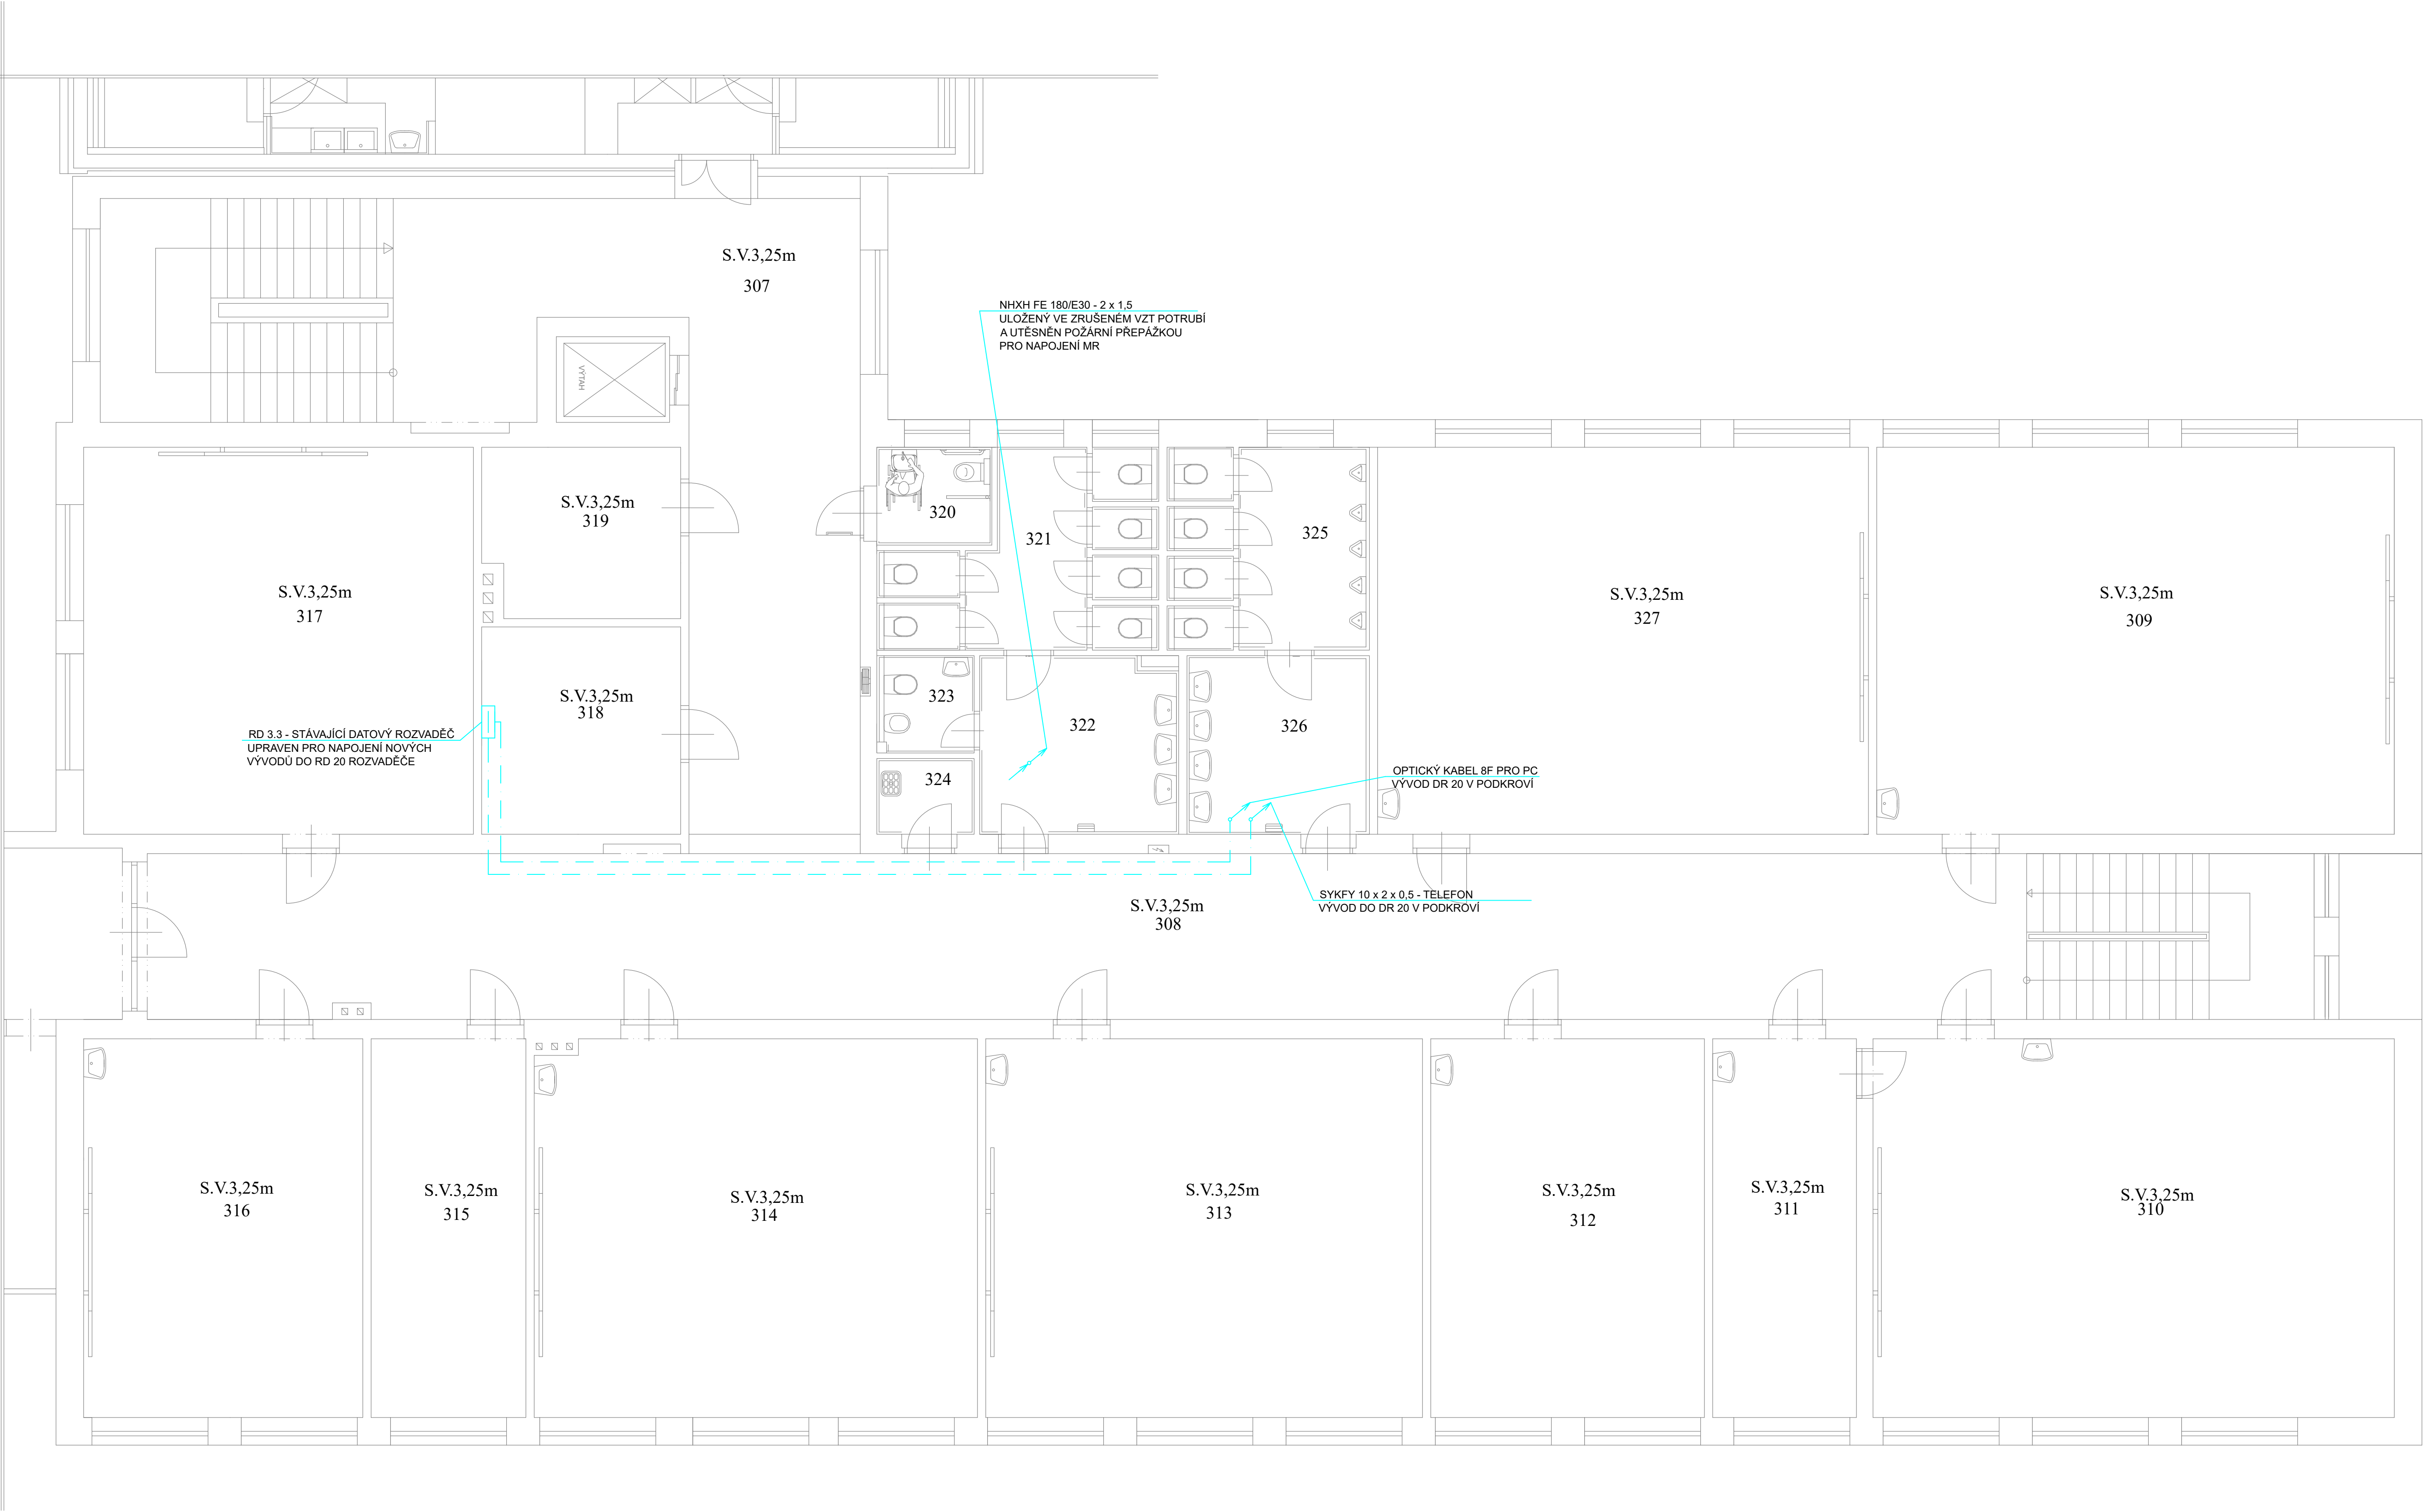 S.V.3,25m
307
NHXH FE 180/E30 - 2 x 1,5
ULOŽENÝ VE ZRUŠENÉM VZT POTRUBÍ
A UTĚSNĚN POŽÁRNÍ PŘEPÁŽKOU
PRO NAPOJENÍ MR
VÝTAH
S.V.3,25m
319
320
321
325
S.V.3,25m
317
S.V.3,25m
327
S.V.3,25m
309
S.V.3,25m
318
323
322
326
RD 3.3 - STÁVAJÍCÍ DATOVÝ ROZVADĚČ
UPRAVEN PRO NAPOJENÍ NOVÝCH
VÝVODŮ DO RD 20 ROZVADĚČE
324
OPTICKÝ KABEL 8F PRO PC
VÝVOD DR 20 V PODKROVÍ
SYKFY 10 x 2 x 0,5 - TELEFON
VÝVOD DO DR 20 V PODKROVÍ
S.V.3,25m
308
S.V.3,25m
316
S.V.3,25m
315
S.V.3,25m
314
S.V.3,25m
313
S.V.3,25m
312
S.V.3,25m
311
S.V.3,25m
310